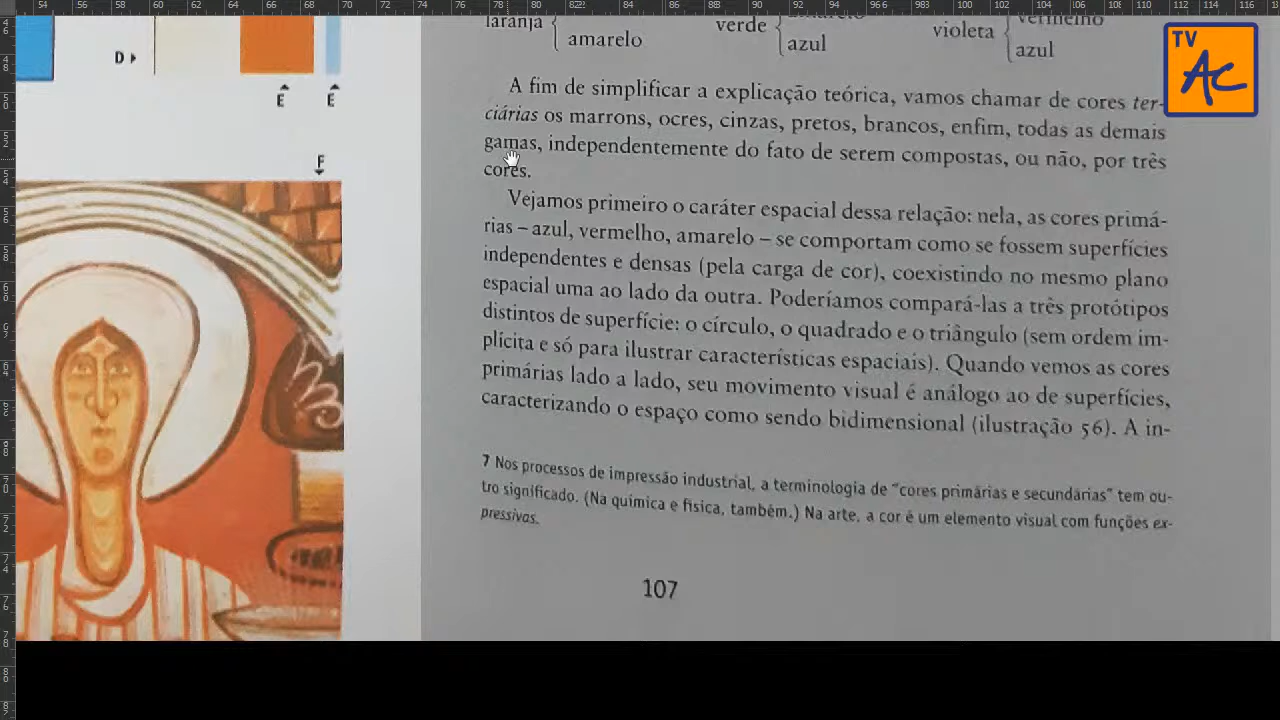 laranja
amarelo
verde
amarelo
azul
violeta
vermelho
azul
A fim de simplificar a explicação teórica, vamos chamar de cores ter-
ciárias os marrons, ocres, cinzas, pretos, brancos, enfim, todas as demais
gamas, independentemente do fato de serem compostas, ou não, por três
cores.
Vejamos primeiro o caráter espacial dessa relação: nela, as cores primá-
rias – azul, vermelho, amarelo – se comportam como se fossem superfícies
independentes e densas (pela carga de cor), coexistindo no mesmo plano
espacial uma ao lado da outra. Poderíamos compará-las a três protótipos
distintos de superfície: o círculo, o quadrado e o triângulo (sem ordem im-
plícita e só para ilustrar características espaciais). Quando vemos as cores
primárias lado a lado, seu movimento visual é análogo ao de superfícies,
caracterizando o espaço como sendo bidimensional (ilustração 56). A in-
7 Nos processos de impressão industrial, a terminologia de "cores primárias e secundárias" tem ou-
tro significado. (Na química e física, também.) Na arte, a cor é um elemento visual com funções ex-
pressivas.
107
D
E
E
F
TV
AC